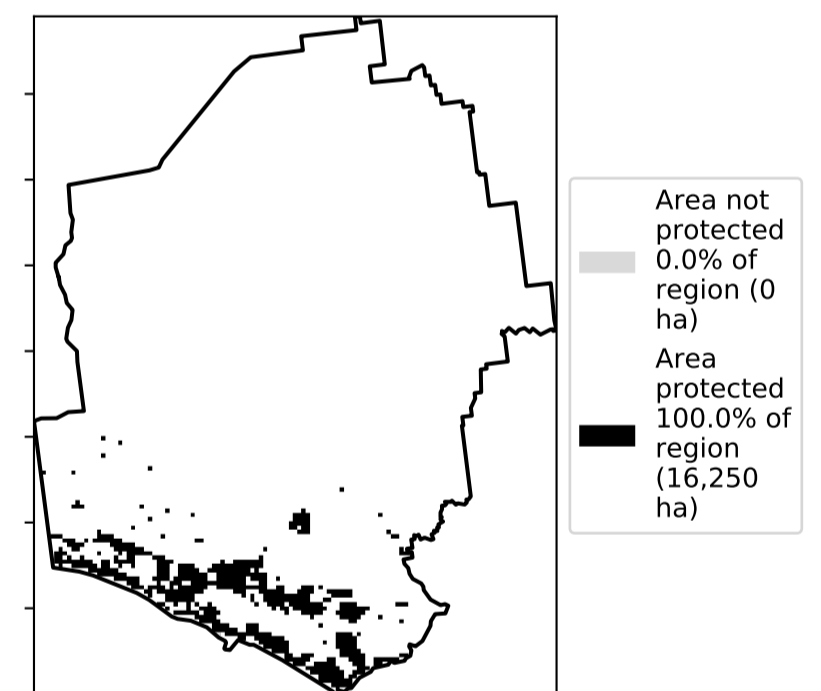 Area not
protected
0.0% of
region (0
ha)
Area
protected
100.0% of
region
(16,250
ha)